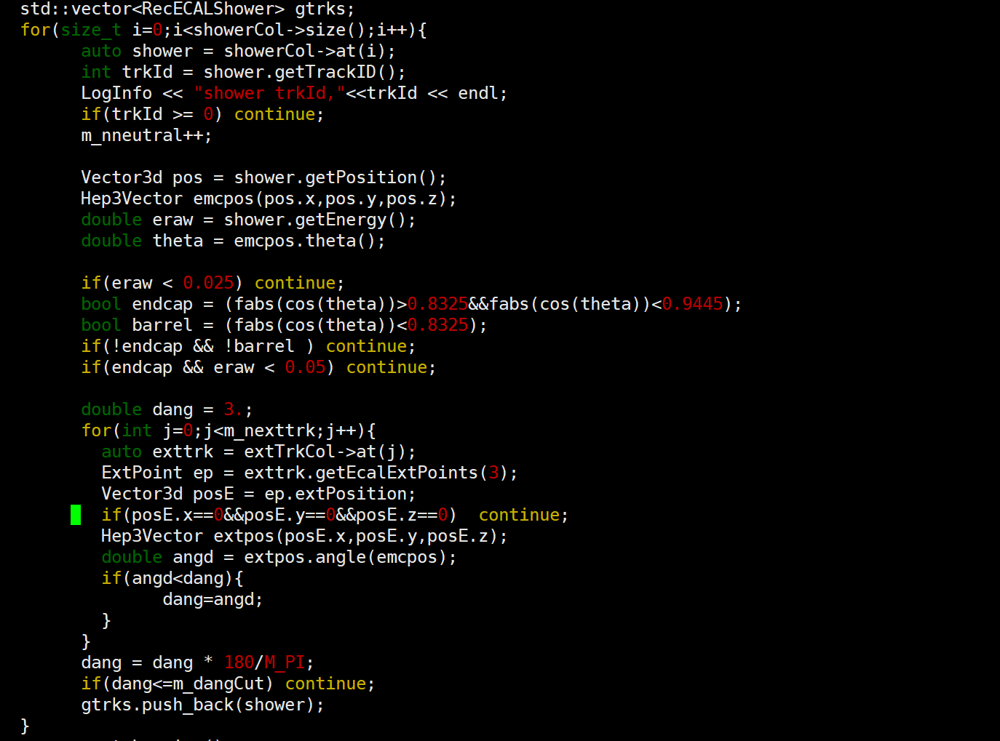 std::vector<RecECALShower> gtrks;
for(size_t i=0;i<showerCol->size();i++){
auto shower = showerCol->at(i);
int trkId = shower.getTrackID();
LogInfo << "shower trkId,"<<trkId << endl;
if(trkId >= 0) continue;
m_nneutral++;
Vector3d pos = shower.getPosition();
Hep3Vector emcpos(pos.x,pos.y,pos.z);
double eraw = shower.getEnergy();
double theta = emcpos.theta();
if(eraw < 0.025) continue;
bool endcap = (fabs(cos(theta))>0.8325&&fabs(cos(theta))<0.9445);
bool barrel = (fabs(cos(theta))<0.8325);
if(!endcap && !barrel ) continue;
if(endcap && eraw < 0.05) continue;
double dang = 3.;
for(int j=0;j<m_nexttrk;j++){
auto exttrk = extTrkCol->at(j);
ExtPoint ep = exttrk.getEcalExtPoints(3);
Vector3d posE = ep.extPosition;
if(posE.x==0&&posE.y==0&&posE.z==0)  continue;
Hep3Vector extpos(posE.x,posE.y,posE.z);
double angd = extpos.angle(emcpos);
if(angd<dang){
dang=angd;
}
}
dang = dang * 180/M_PI;
if(dang<=m_dangCut) continue;
gtrks.push_back(shower);
}